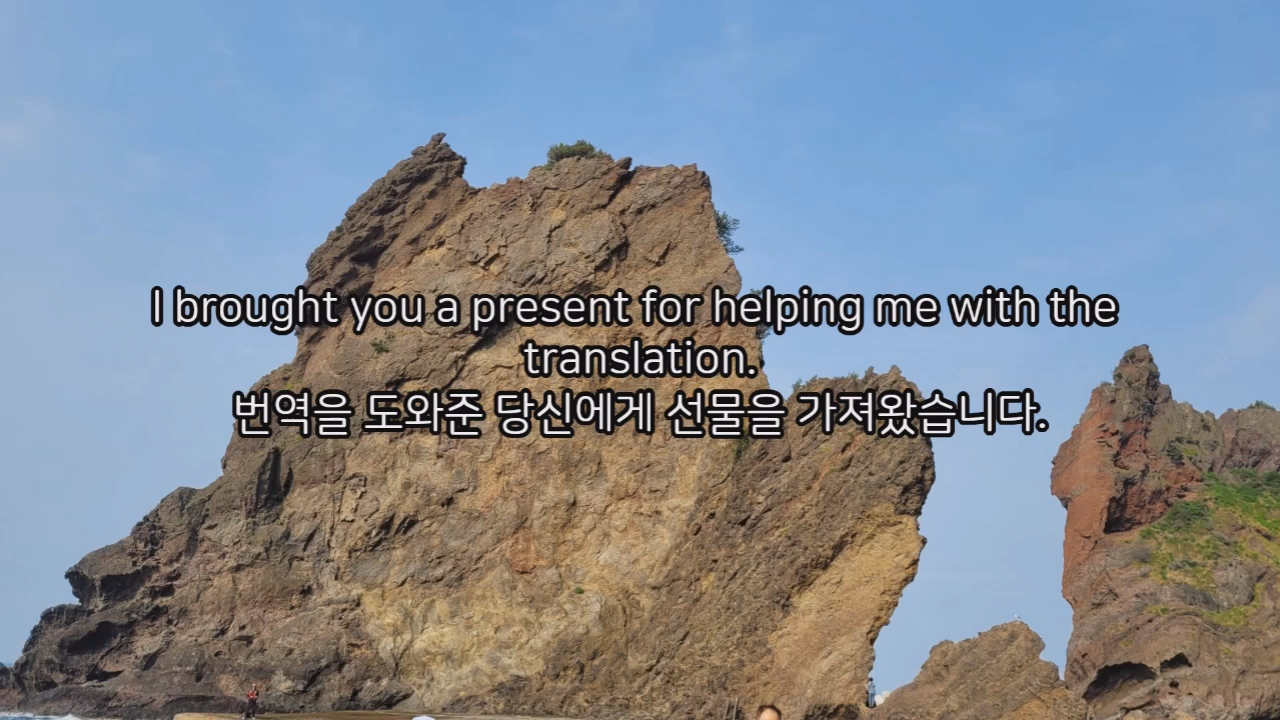 I brought you a present for helping me with the
translation.
번역을 도와준 당신에게 선물을 가져왔습니다.